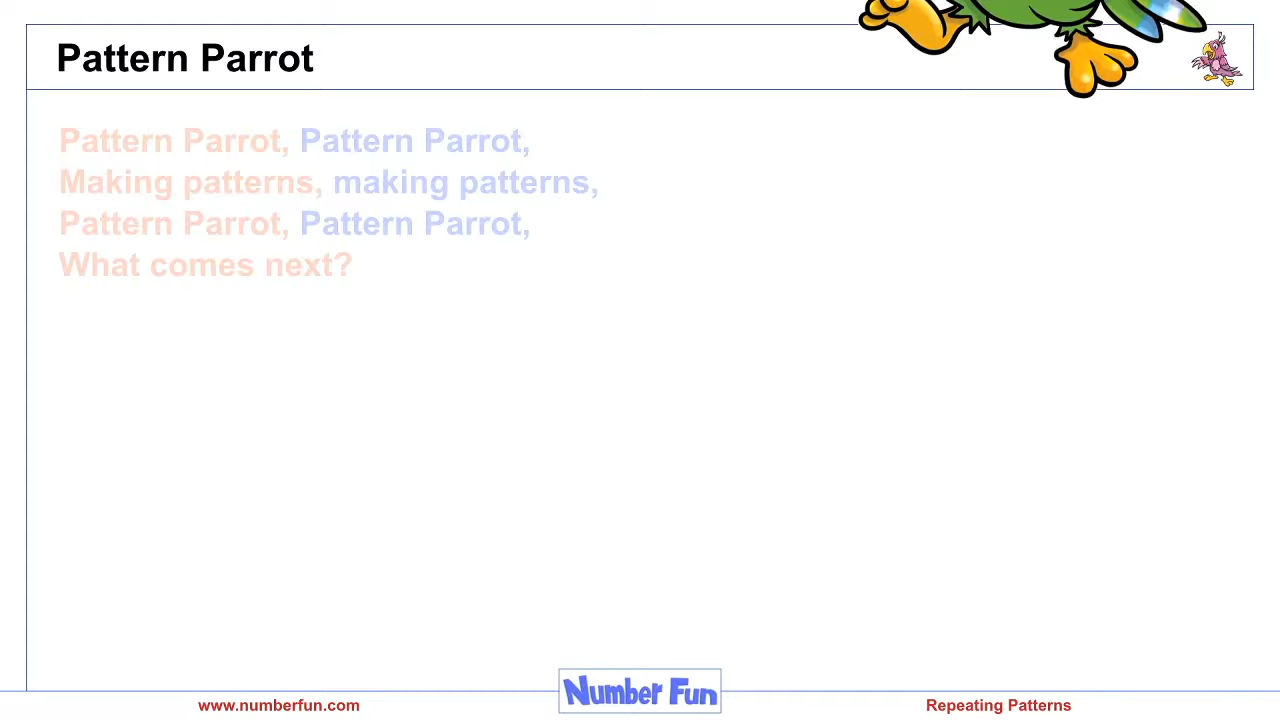 Pattern Parrot
Pattern Parrot, Pattern Parrot,
Making patterns, making patterns,
Pattern Parrot, Pattern Parrot,
What comes next?
www.numberfun.com
Number Fun
Repeating Patterns